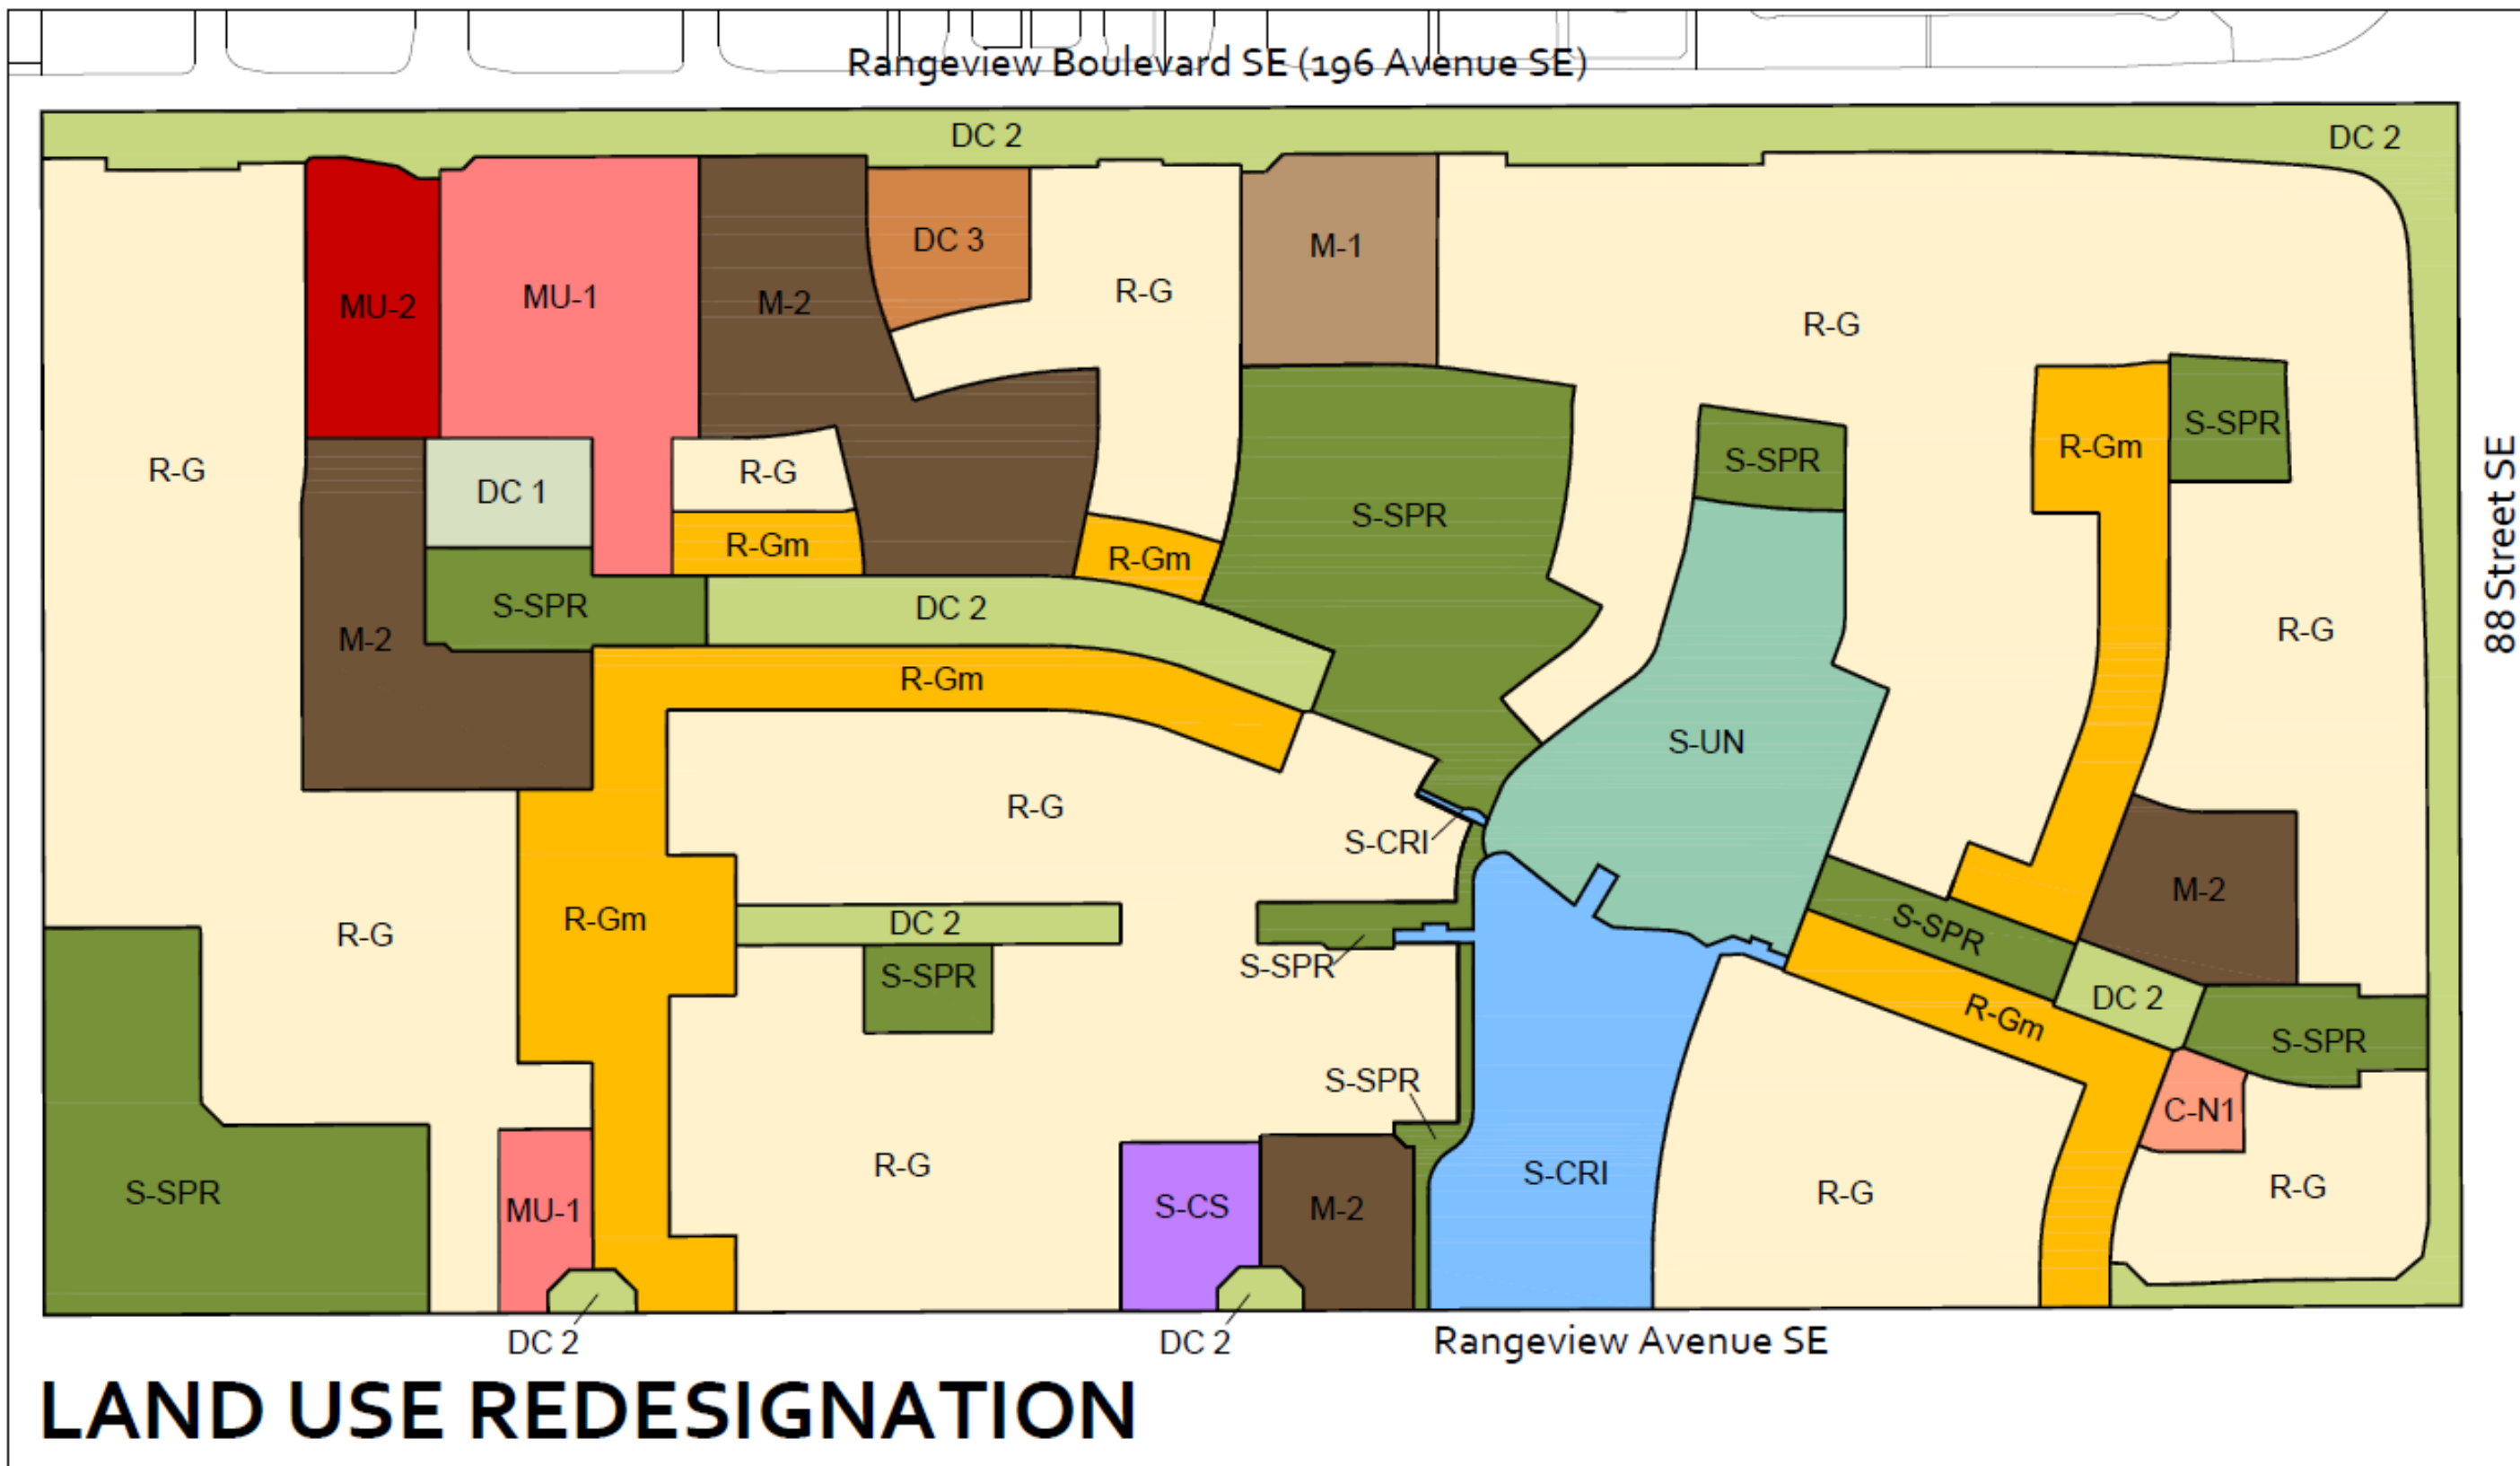 Rangeview Boulevard SE (196 Avenue SE)
DC 2
DC 2
DC 3
M-1
R-G
MU-2
MU-1
M-2
R-G
88 Street SE
S-SPR
R-Gm
S-SPR
R-G
R-G
DC 1
S-SPR
R-Gm
R-Gm
S-SPR
DC 2
R-G
M-2
R-Gm
S-UN
R-G
S-CRI
M-2
R-G
R-Gm
DC 2
S-SPR
S-SPR
S-SPR
DC 2
R-Gm
S-SPR
S-SPR
C-N1
R-G
S-SPR
MU-1
S-CS
M-2
S-CRI
R-G
R-G
DC 2
DC 2
Rangeview Avenue SE
LAND USE REDESIGNATION